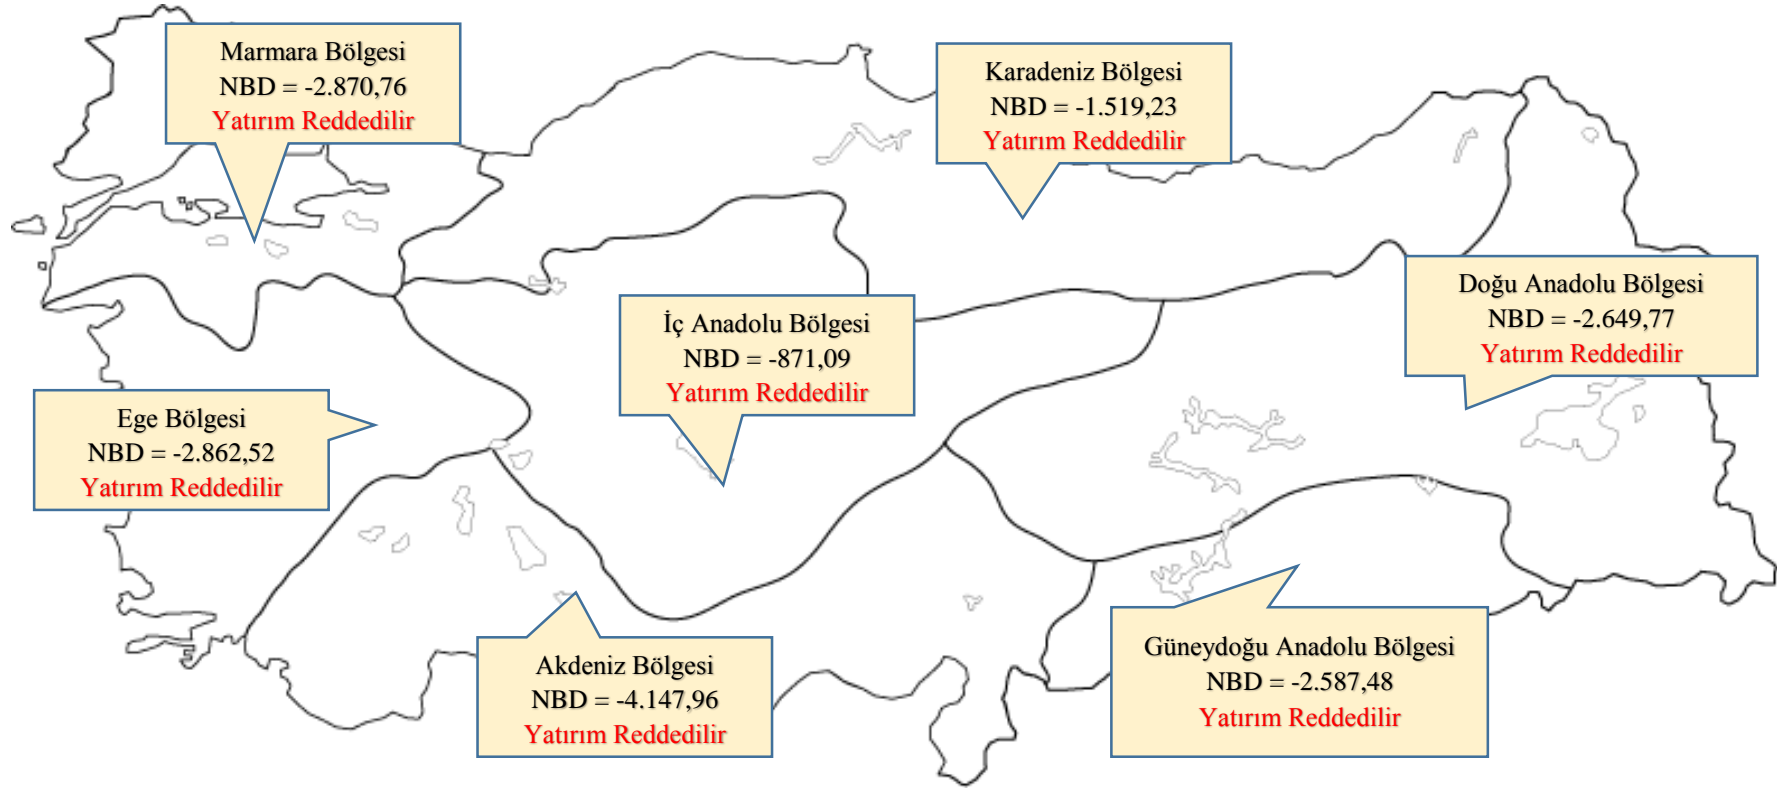 Marmara Bölgesi
NBD = -2.870,76
Yatırım Reddedilir
Karadeniz Bölgesi
NBD = -1.519,23
Yatırım Reddedilir
Doğu Anadolu Bölgesi
NBD = -2.649,77
Yatırım Reddedilir
İç Anadolu Bölgesi
NBD = -871,09
Yatırım Reddedilir
Ege Bölgesi
NBD = -2.862,52
Yatırım Reddedilir
Akdeniz Bölgesi
NBD = -4.147,96
Yatırım Reddedilir
Güneydoğu Anadolu Bölgesi
NBD = -2.587,48
Yatırım Reddedilir